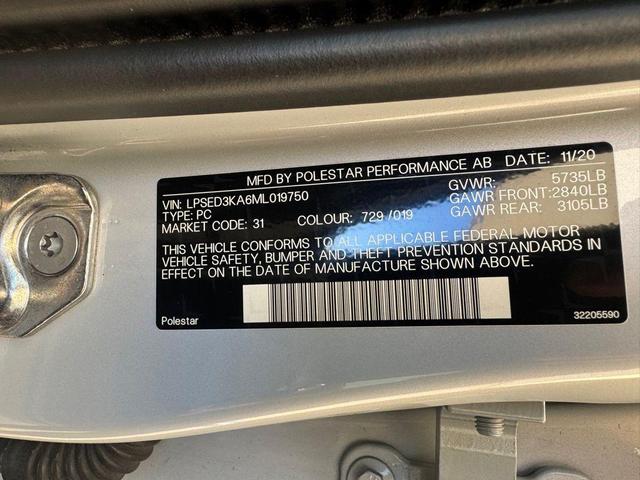 MFD BY POLESTAR PERFORMANCE AB DATE: 11/20
VIN: LPSED3KA6ML019750 GVWR: 5735LB
TYPE: PC GAWR FRONT:2840LB
MARKET CODE: 31 COLOUR: 729 /019 GAWR REAR: 3105LB
THIS VEHICLE CONFORMS TO ALL APPLICABLE FEDERAL MOTOR
VEHICLE SAFETY, BUMPER AND THEFT PREVENTION STANDARDS IN
EFFECT ON THE DATE OF MANUFACTURE SHOWN ABOVE.
Polestar 32205590